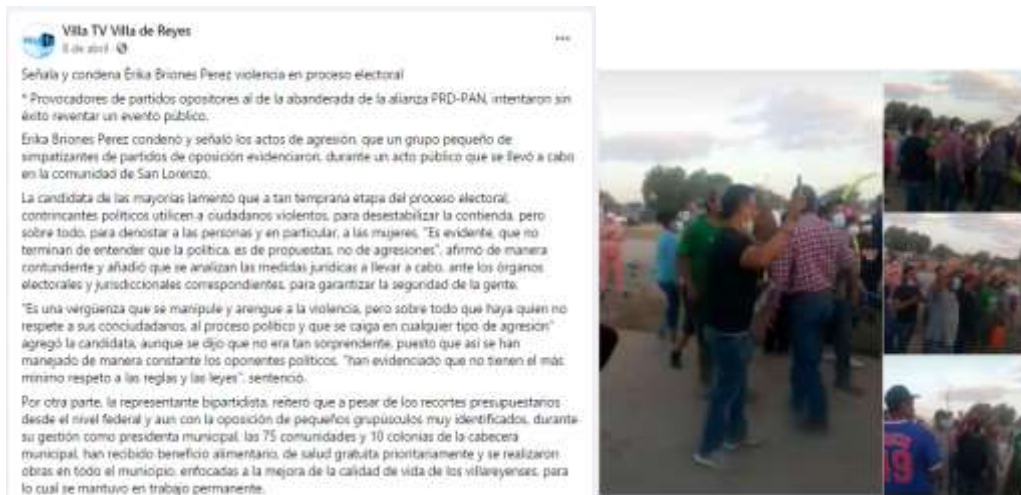 Villa TV Villa de Reyes
8 de abril
Señala y condena Érika Briones Perez violencia en proceso electoral
* Provocadores de partidos opositores al de la abanderada de la alianza PRD-PAN, intentaron sin
éxito reventar un evento público.
Erika Briones Perez condenó y señaló los actos de agresión, que un grupo pequeño de
simpatizantes de partidos de oposición evidenciaron, durante un acto público que se llevó a cabo
en la comunidad de San Lorenzo.
La candidata de las mayorías lamentó que a tan temprana etapa del proceso electoral,
contrincantes políticos utilicen a ciudadanos violentos, para desestabilizar la contienda, pero
sobre todo, para denostar a las personas y en particular, a las mujeres. "Es evidente, que no
terminan de entender que la política, es de propuestas, no de agresiones", afirmó de manera
contundente y añadió que se analizan las medidas jurídicas a llevar a cabo, ante los órganos
electorales y jurisdiccionales correspondientes, para garantizar la seguridad de la gente.
"Es una vergüenza que se manipule y arengue a la violencia, pero sobre todo que haya quien no
respete a sus conciudadanos, al proceso político y que se caiga en cualquier tipo de agresión"
agregó la candidata, aunque se dijo que no era tan sorprendente, puesto que así se han
manejado de manera constante los oponentes políticos, "han evidenciado que no tienen el más
mínimo respeto a las reglas y las leyes", sentenció.
Por otra parte, la representante bipartidista, reiteró que a pesar de los recortes presupuestarios
desde el nivel federal y aun con la oposición de pequeños grupúsculos muy identificados, durante
su gestión como presidenta municipal, las 75 comunidades y 10 colonias de la cabecera
municipal, han recibido beneficio alimentario, de salud gratuita prioritariamente y se realizaron
obras en todo el municipio, enfocadas a la mejora de la calidad de vida de los villareyenses, para
lo cual se mantuvo en trabajo permanente.
19